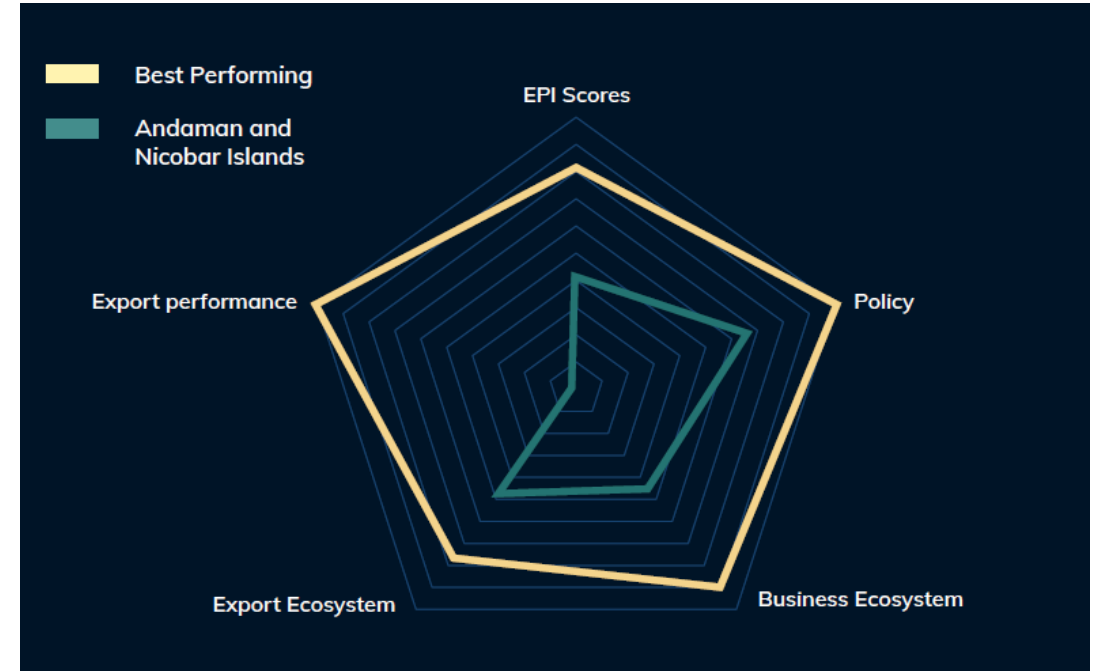 Best Performing
Andaman and
Nicobar Islands
EPI Scores
Export performance
Policy
Export Ecosystem
Business Ecosystem